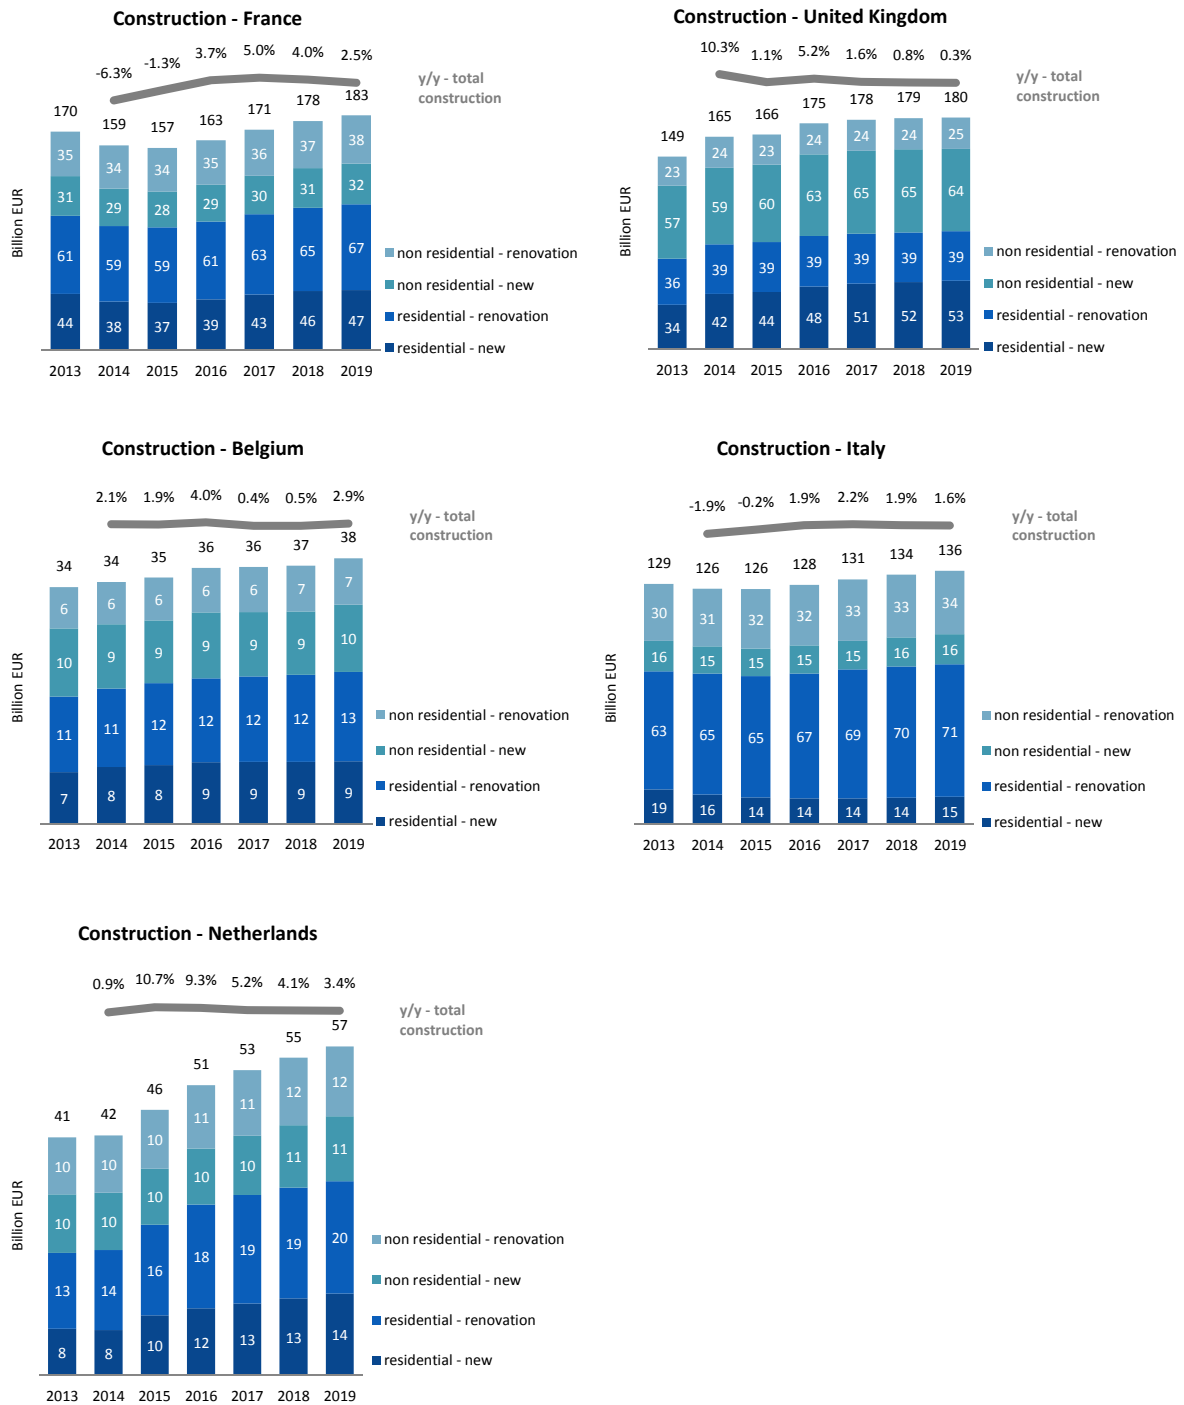 Construction - France
-6.3% -1.3% 3.7% 5.0% 4.0% 2.5%
y/y - total
construction
170 159 157 163 171 178 183
35 34 34 35 36 37 38
31 29 28 29 30 31 32
61 59 59 61 63 65 67
44 38 37 39 43 46 47
Billion EUR
non residential - renovation
non residential - new
residential - renovation
residential - new
2013 2014 2015 2016 2017 2018 2019
Construction - United Kingdom
10.3% 1.1% 5.2% 1.6% 0.8% 0.3%
y/y - total
construction
149 165 166 175 178 179 180
23 24 23 24 24 24 25
57 59 60 63 65 65 64
36 39 39 39 39 39 39
34 42 44 48 51 52 53
Billion EUR
non residential - renovation
non residential - new
residential - renovation
residential - new
2013 2014 2015 2016 2017 2018 2019
Construction - Belgium
2.1% 1.9% 4.0% 0.4% 0.5% 2.9%
y/y - total
construction
34 34 35 36 36 37 38
6 6 6 6 6 7 7
10 9 9 9 9 9 10
11 11 12 12 12 12 13
7 8 8 9 9 9 9
Billion EUR
non residential - renovation
non residential - new
residential - renovation
residential - new
2013 2014 2015 2016 2017 2018 2019
Construction - Italy
-1.9% -0.2% 1.9% 2.2% 1.9% 1.6%
y/y - total
construction
129 126 126 128 131 134 136
30 31 32 32 33 33 34
16 15 15 15 15 16 16
63 65 65 67 69 70 71
19 16 14 14 14 14 15
Billion EUR
non residential - renovation
non residential - new
residential - renovation
residential - new
2013 2014 2015 2016 2017 2018 2019
Construction - Netherlands
0.9% 10.7% 9.3% 5.2% 4.1% 3.4%
y/y - total
construction
41 42 46 51 53 55 57
10 10 10 11 11 12 12
10 10 10 10 10 11 11
13 14 16 18 19 19 20
8 8 10 12 13 13 14
Billion EUR
non residential - renovation
non residential - new
residential - renovation
residential - new
2013 2014 2015 2016 2017 2018 2019